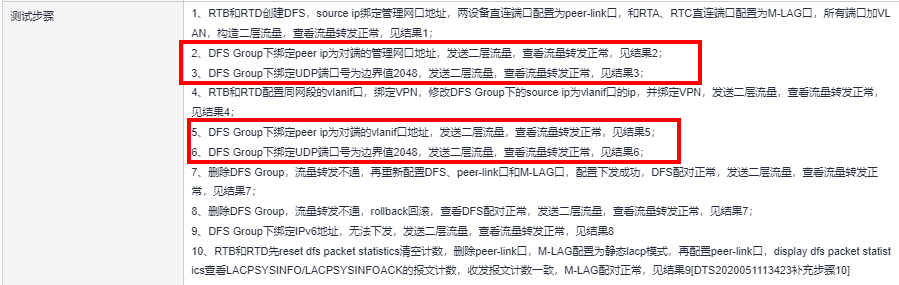 测试步骤
1、RTB和RTD创建DFS，source ip绑定管理网口地址，两设备直连端口配置为peer-link口，和RTA、RTC直连端口配置为M-LAG口，所有端口加VL
AN，构造二层流量，查看流量转发正常，见结果1；
2、DFS Group下绑定peer ip为对端的管理网口地址，发送二层流量，查看流量转发正常，见结果2；
3、DFS Group下绑定UDP端口号为边界值2048，发送二层流量，查看流量转发正常，见结果3；
4、RTB和RTD配置同网段的vlanif口，绑定VPN，修改DFS Group下的source ip为vlanif口的ip，并绑定VPN，发送二层流量，查看流量转发正常，
见结果4；
5、DFS Group下绑定peer ip为对端的vlanif口地址，发送二层流量，查看流量转发正常，见结果5；
6、DFS Group下绑定UDP端口号为边界值2048，发送二层流量，查看流量转发正常，见结果6；
7、删除DFS Group，流量转发不通，再重新配置DFS、peer-link口和M-LAG口，配置下发成功，DFS配对正常，发送二层流量，查看流量转发正
常，见结果7；
8、删除DFS Group，流量转发不通，rollback回滚，查看DFS配对正常，发送二层流量，查看流量转发正常，见结果7；
9、DFS Group下绑定IPv6地址，无法下发，发送二层流量，查看流量转发正常，见结果8
10、RTB和RTD先reset dfs packet statistics清空计数，删除peer-link口，M-LAG配置为静态lacp模式，再配置peer-link口，display dfs packet statist
ics查看LACPSYSINFO/LACPSYSINFOACK的报文计数，收发报文计数一致，M-LAG配对正常，见结果9[DTS2020051113423补充步骤10]